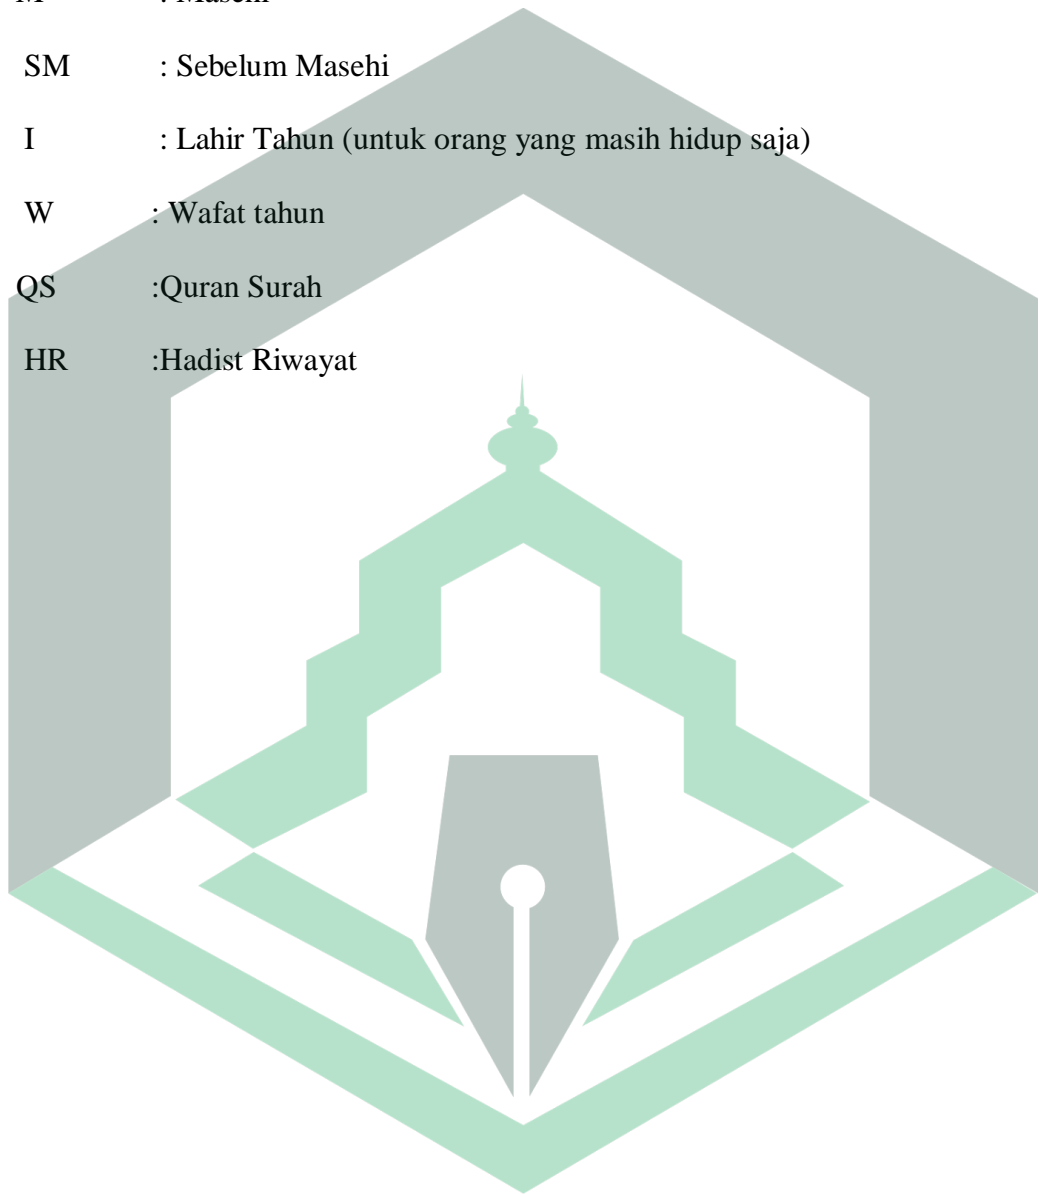 M : Masehi
SM : Sebelum Masehi
I : Lahir Tahun (untuk orang yang masih hidup saja)
W : Wafat tahun
QS :Quran Surah
HR :Hadist Riwayat